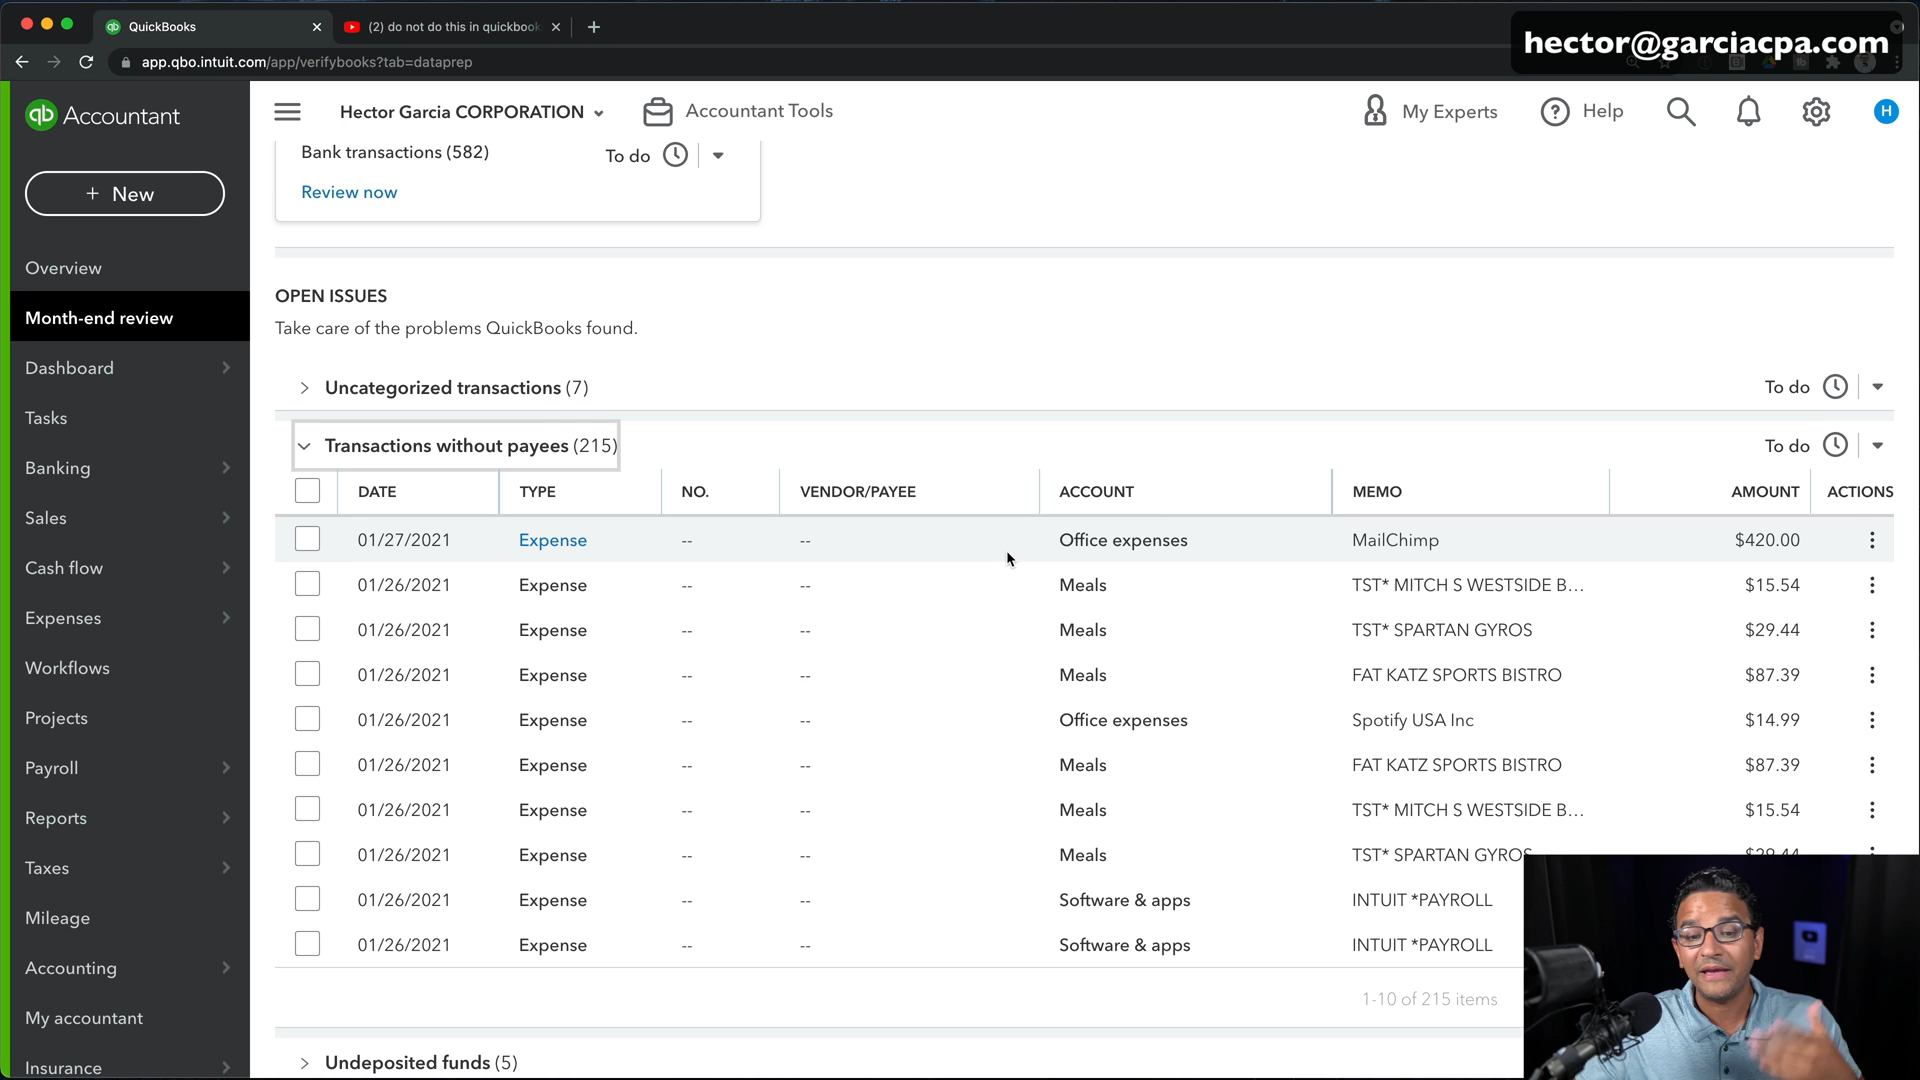 QuickBooks
(2) do not do this in quickbook
hector@garciacpa.com
app.qbo.intuit.com/app/verifybooks?tab=dataprep
qb Accountant
Hector Garcia CORPORATION
Accountant Tools
My Experts
Help
H
+ New
Overview
Month-end review
Dashboard
Tasks
Banking
Sales
Cash flow
Expenses
Workflows
Projects
Payroll
Reports
Taxes
Mileage
Accounting
My accountant
Insurance
Bank transactions (582)
To do
Review now
OPEN ISSUES
Take care of the problems QuickBooks found.
Uncategorized transactions (7)
To do
Transactions without payees (215)
To do
DATE TYPE NO. VENDOR/PAYEE ACCOUNT MEMO AMOUNT ACTIONS
01/27/2021 Expense -- -- Office expenses MailChimp $420.00
01/26/2021 Expense -- -- Meals TST* MITCH S WESTSIDE B... $15.54
01/26/2021 Expense -- -- Meals TST* SPARTAN GYROS $29.44
01/26/2021 Expense -- -- Meals FAT KATZ SPORTS BISTRO $87.39
01/26/2021 Expense -- -- Office expenses Spotify USA Inc $14.99
01/26/2021 Expense -- -- Meals FAT KATZ SPORTS BISTRO $87.39
01/26/2021 Expense -- -- Meals TST* MITCH S WESTSIDE B... $15.54
01/26/2021 Expense -- -- Meals TST* SPARTAN GYROS $29.44
01/26/2021 Expense -- -- Software & apps INTUIT *PAYROLL
01/26/2021 Expense -- -- Software & apps INTUIT *PAYROLL
1-10 of 215 items
Undeposited funds (5)